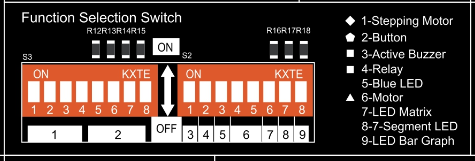 Function Selection Switch
R12R13R14R15
R16R17R18
ON
S3
S2
ON KXTE
1 2 3 4 5 6 7 8
ON KXTE
1 2 3 4 5 6 7 8
OFF
1 2
3 4 5 6 7 8 9
1-Stepping Motor
2-Button
3-Active Buzzer
4-Relay
5-Blue LED
6-Motor
7-LED Matrix
8-7-Segment LED
9-LED Bar Graph